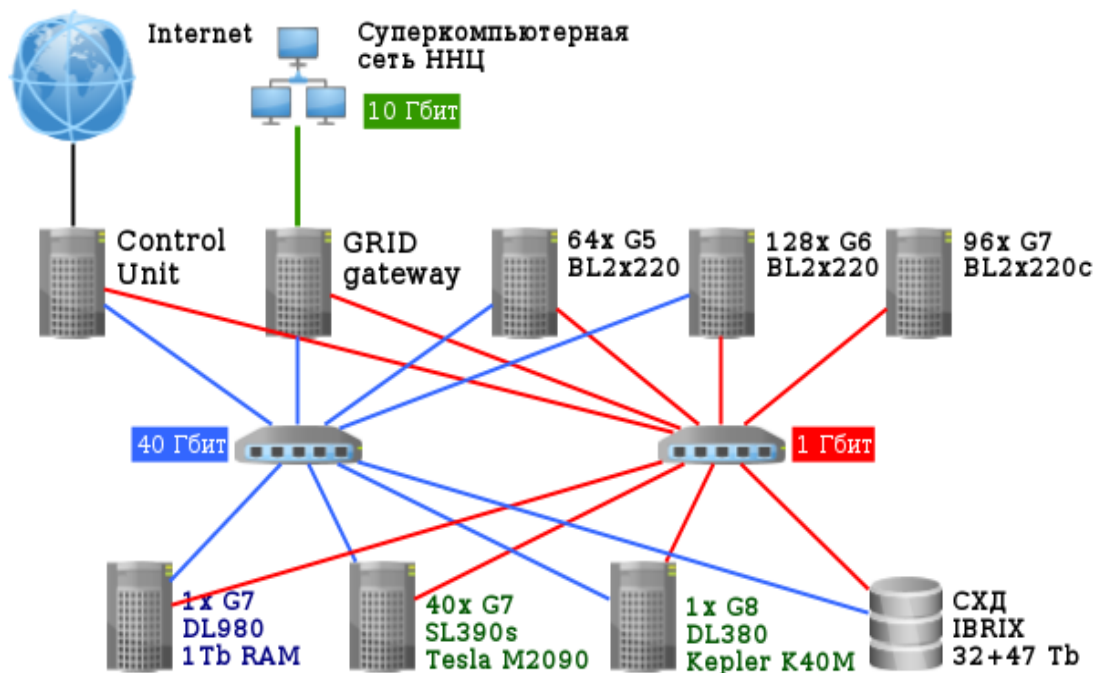 Internet
Суперкомпьютерная
сеть ННЦ
10 Гбит
Control
Unit
GRID
gateway
64x G5
BL2x220
128x G6
BL2x220
96x G7
BL2x220c
40 Гбит
1 Гбит
1x G7
DL980
1Tb RAM
40x G7
SL390s
Tesla M2090
1x G8
DL380
Kepler K40M
СХД
IBRIX
32+47 Tb